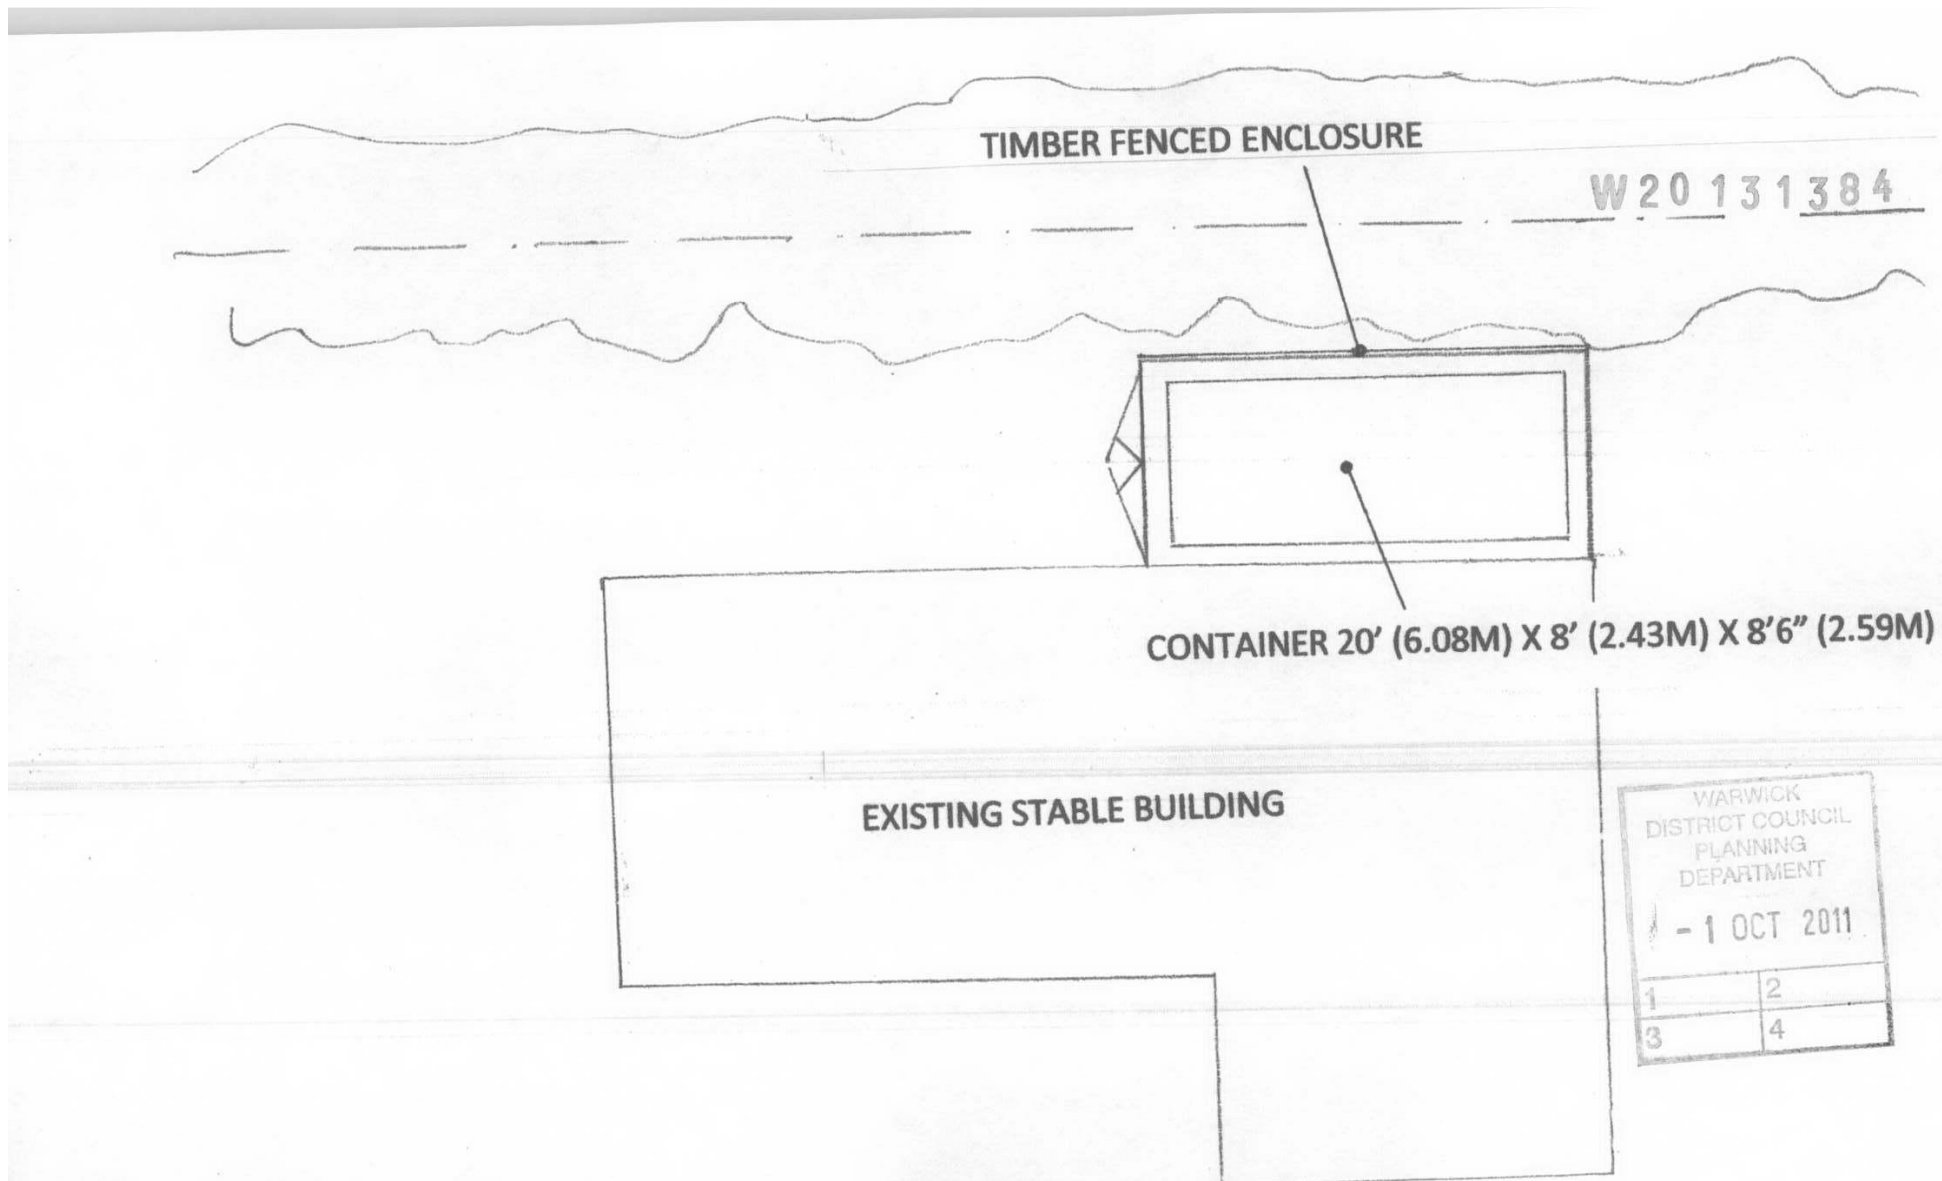 TIMBER FENCED ENCLOSURE
W20131384
CONTAINER 20' (6.08M) X 8' (2.43M) X 8'6" (2.59M)
EXISTING STABLE BUILDING
WARWICK
DISTRICT COUNCIL
PLANNING
DEPARTMENT
- 1 OCT 2011
1 2
3 4